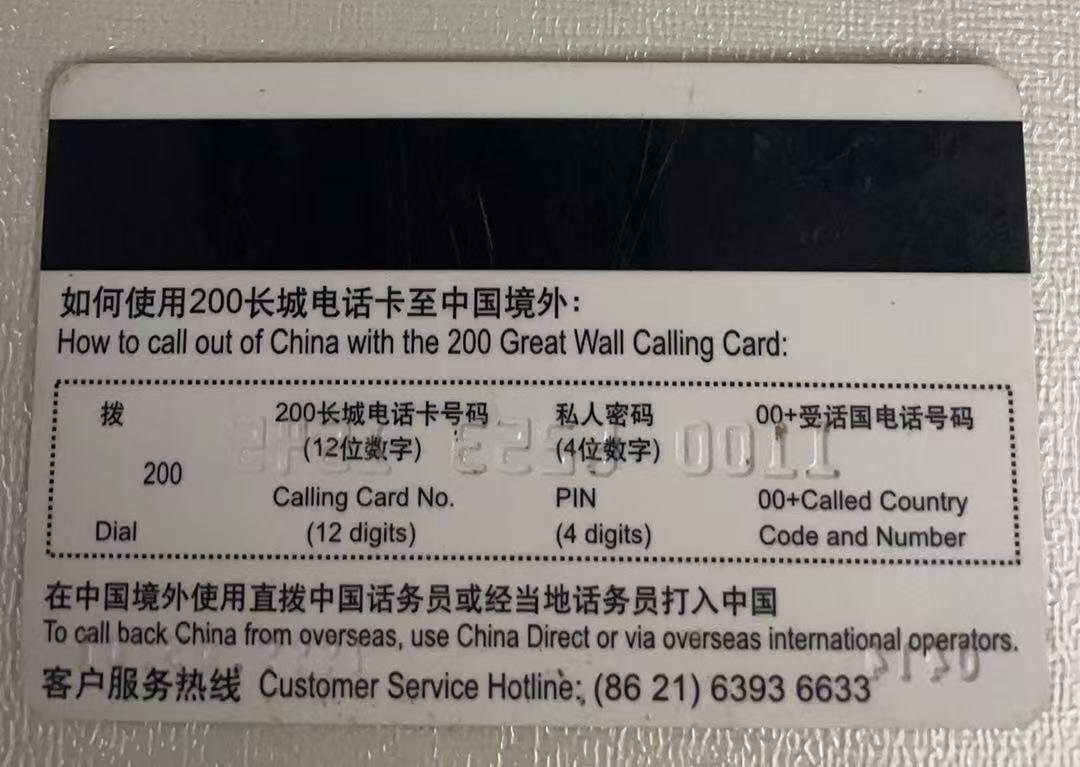 如何使用200长城电话卡至中国境外:
How to call out of China with the 200 Great Wall Calling Card:
拨 200长城电话卡号码 私人密码 00+受话国电话号码
(12位数字) (4位数字)
200
Calling Card No. PIN 00+Called Country
Dial (12 digits) (4 digits) Code and Number
在中国境外使用直拨中国话务员或经当地话务员打入中国
To call back China from overseas, use China Direct or via overseas international operators.
客户服务热线 Customer Service Hotline: (86 21) 6393 6633